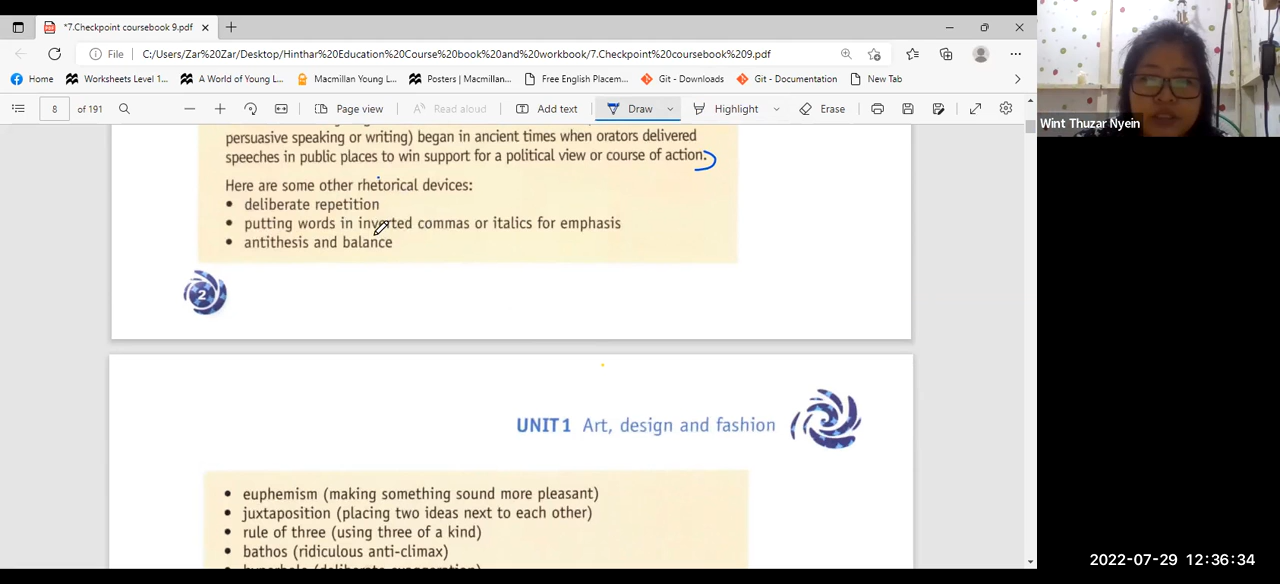 *7.Checkpoint coursebook 9.pdf
File
C:/Users/Zar%20Zar/Desktop/Hinthar%20Education%20Course%20book%20and%20workbook/7.Checkpoint%20coursebook%209.pdf
Home
Worksheets Level 1...
A World of Young L...
Macmillan Young L...
Posters | Macmillan...
Free English Placem...
Git - Downloads
Git - Documentation
New Tab
8 of 191
Page view
Read aloud
Add text
Draw
Highlight
Erase
Wint Thuzar Nyein
persuasive speaking or writing) began in ancient times when orators delivered
speeches in public places to win support for a political view or course of action.
Here are some other rhetorical devices:
• deliberate repetition
• putting words in inverted commas or italics for emphasis
• antithesis and balance
2
UNIT 1 Art, design and fashion
• euphemism (making something sound more pleasant)
• juxtaposition (placing two ideas next to each other)
• rule of three (using three of a kind)
• bathos (ridiculous anti-climax)
2022-07-29 12:36:34